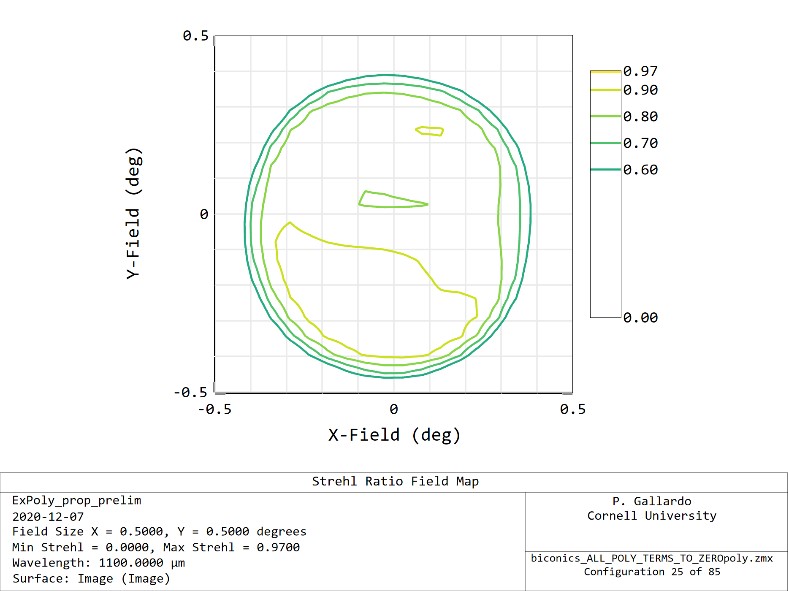 0.5
0
-0.5
Y-Field (deg)
-0.5
0
0.5
X-Field (deg)
0.97
0.90
0.80
0.70
0.60
0.00
Strehl Ratio Field Map
ExPoly_prop_prelim
2020-12-07
Field Size X = 0.5000, Y = 0.5000 degrees
Min Strehl = 0.0000, Max Strehl = 0.9700
Wavelength: 1100.0000 µm
Surface: Image (Image)
P. Gallardo
Cornell University
biconics_ALL_POLY_TERMS_TO_ZEROpoly.zmx
Configuration 25 of 85